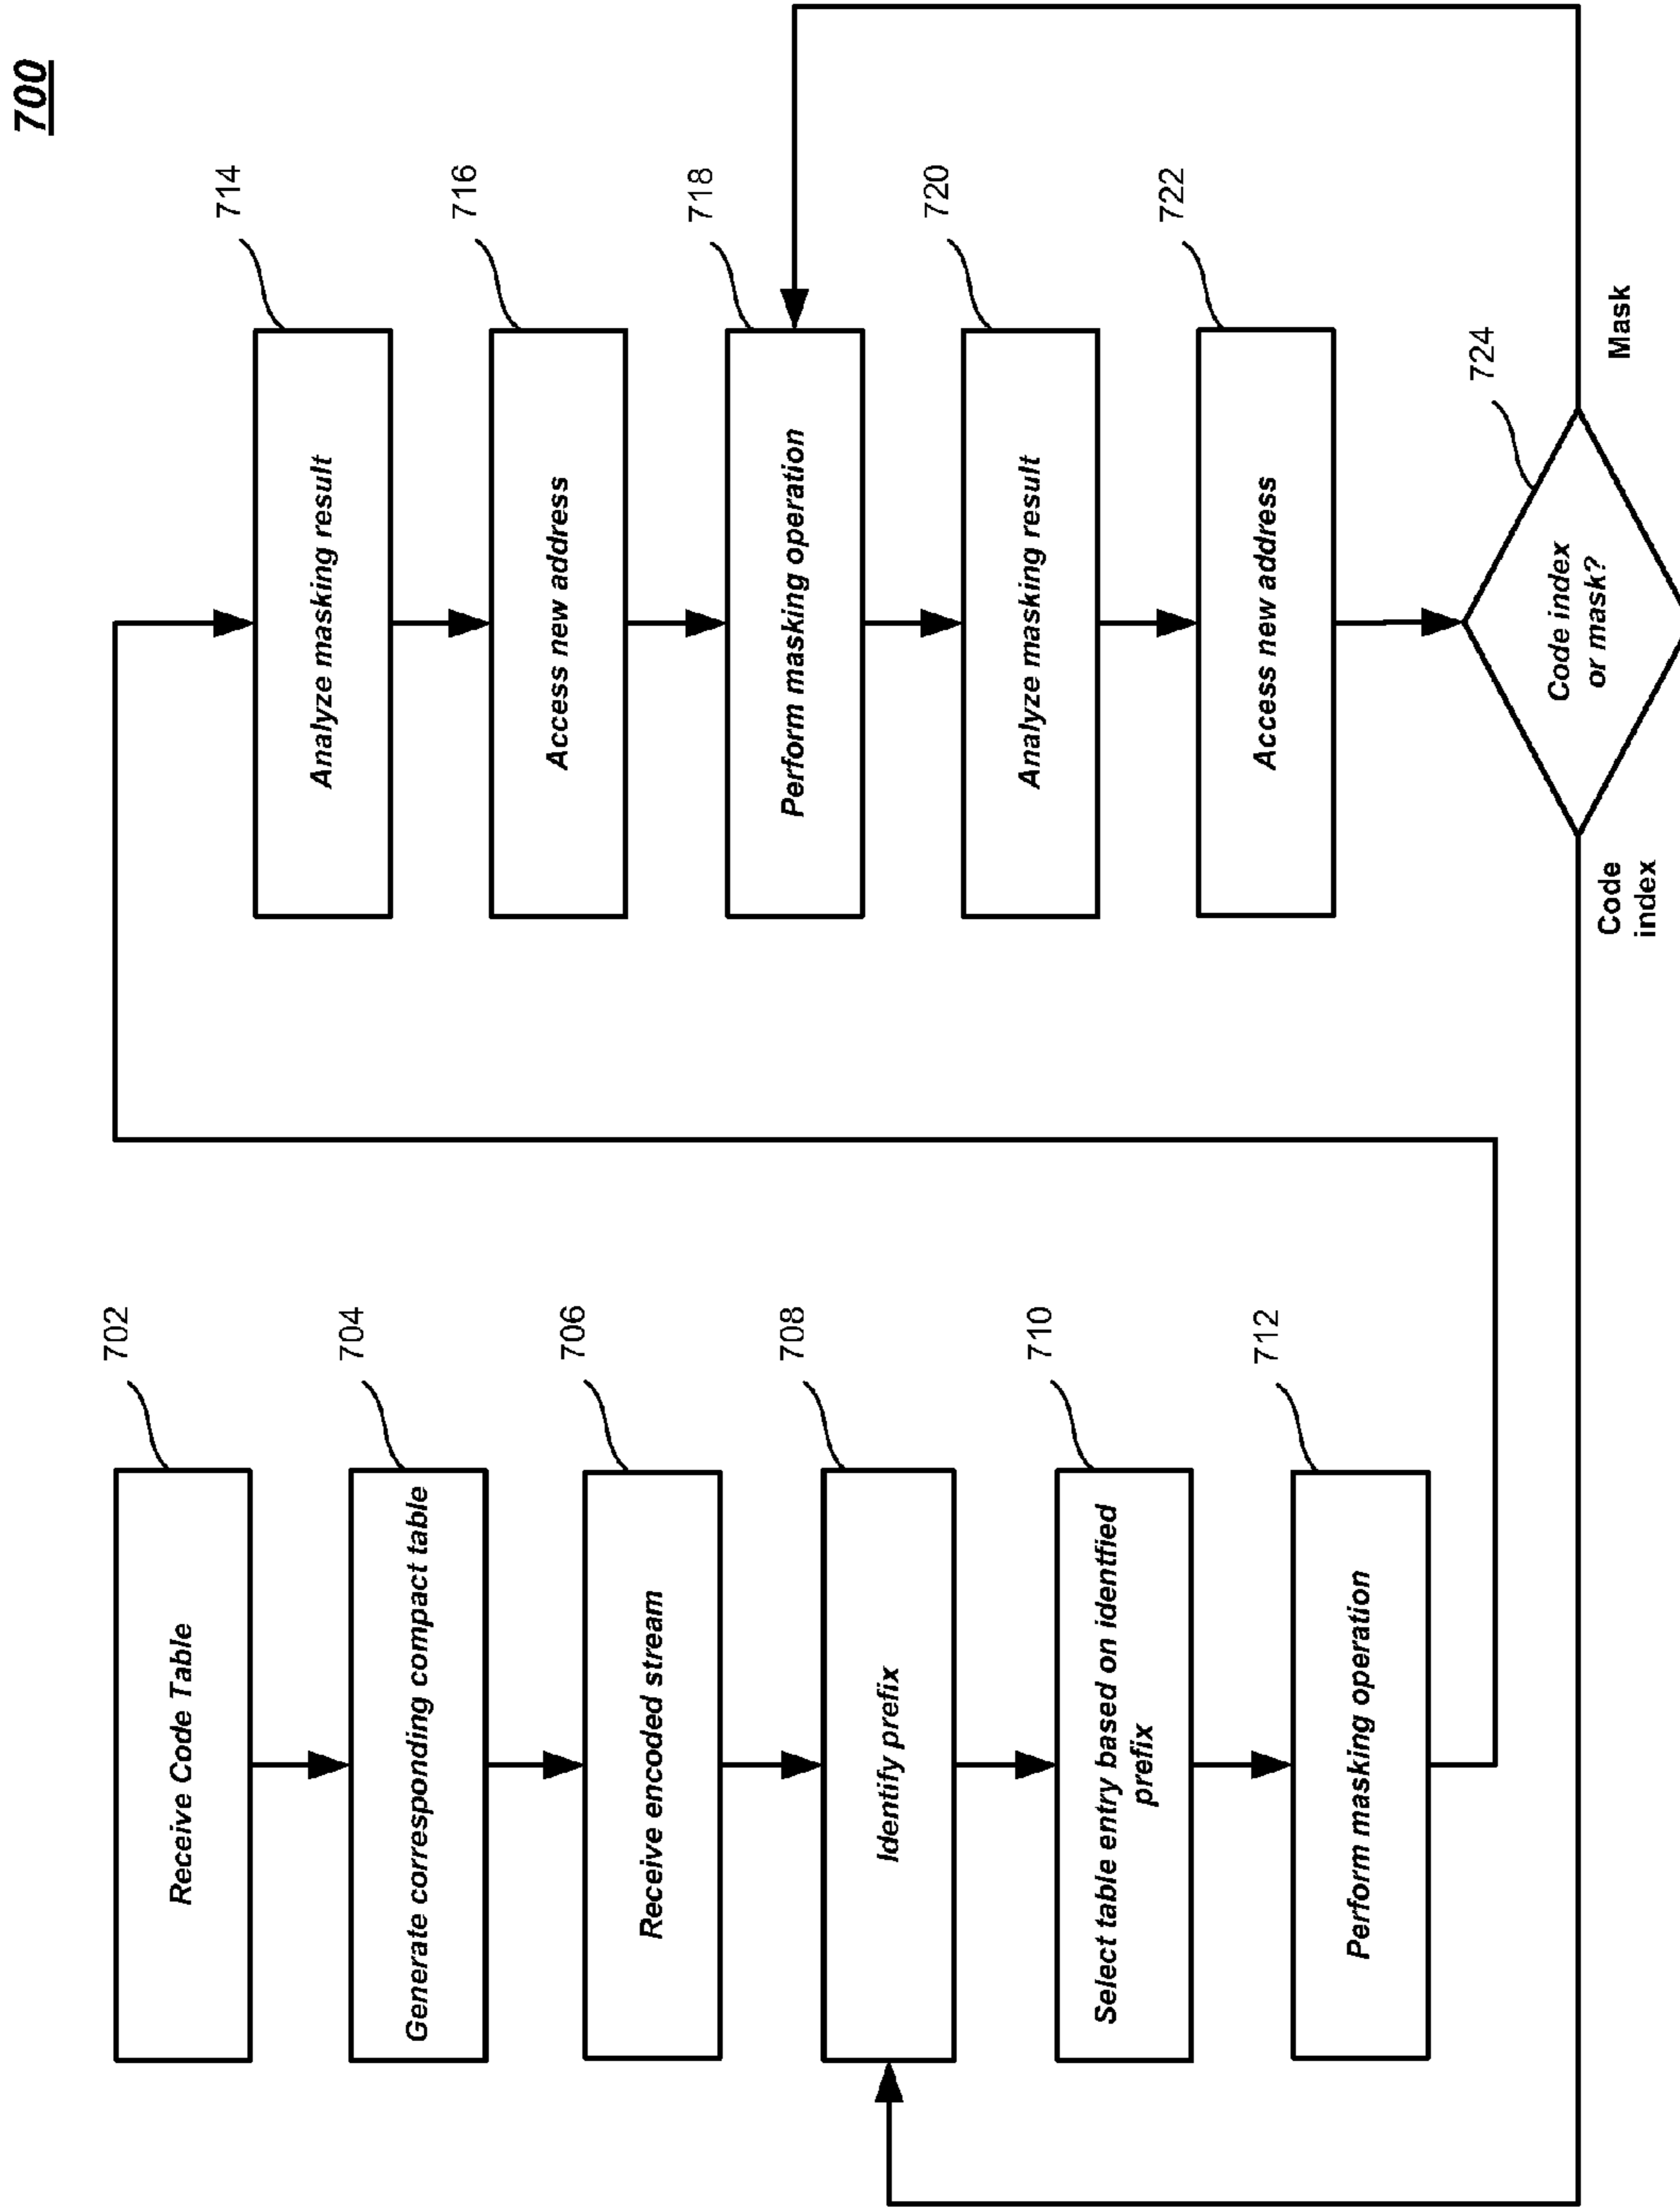 700
702
Receive Code Table
704
Generate corresponding compact table
706
Receive encoded stream
708
Identify prefix
710
Select table entry based on identified
prefix
712
Perform masking operation
714
Analyze masking result
716
Access new address
718
Perform masking operation
720
Analyze masking result
722
Access new address
724
Code index
or mask?
Code
index
Mask